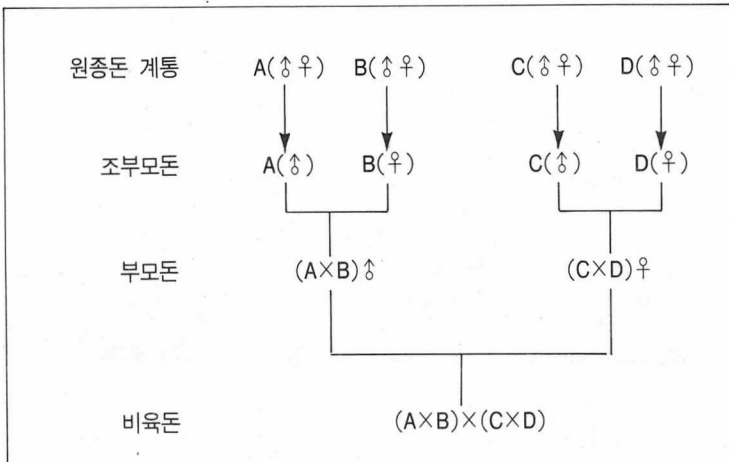 원종돈 계통 A(♂♀) B(♂♀) C(♂♀) D(♂♀)
조부모돈 A(♂) B(♀) C(♂) D(♀)
부모돈 (A×B)♂ (C×D)♀
비육돈 (A×B)×(C×D)